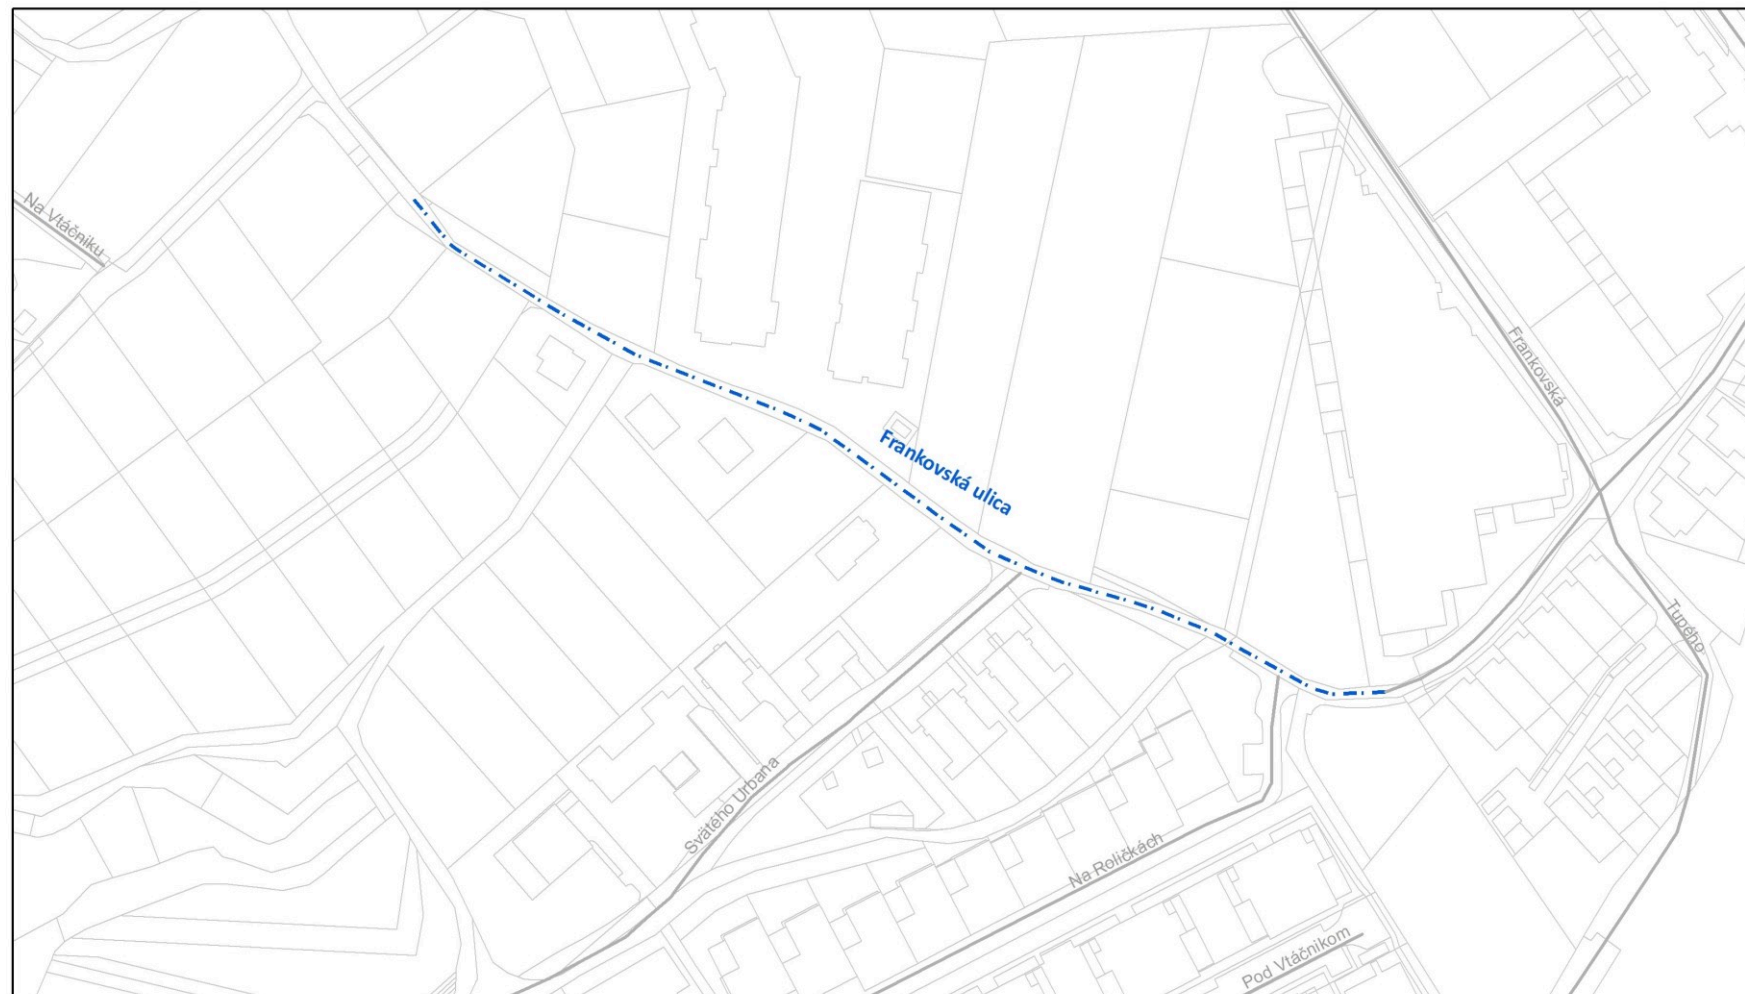 Na Vtáčniku
Frankovská
Frankovská ulica
Tupého
Svätého Urbana
Na Roličkách
Pod Vtáčnikom